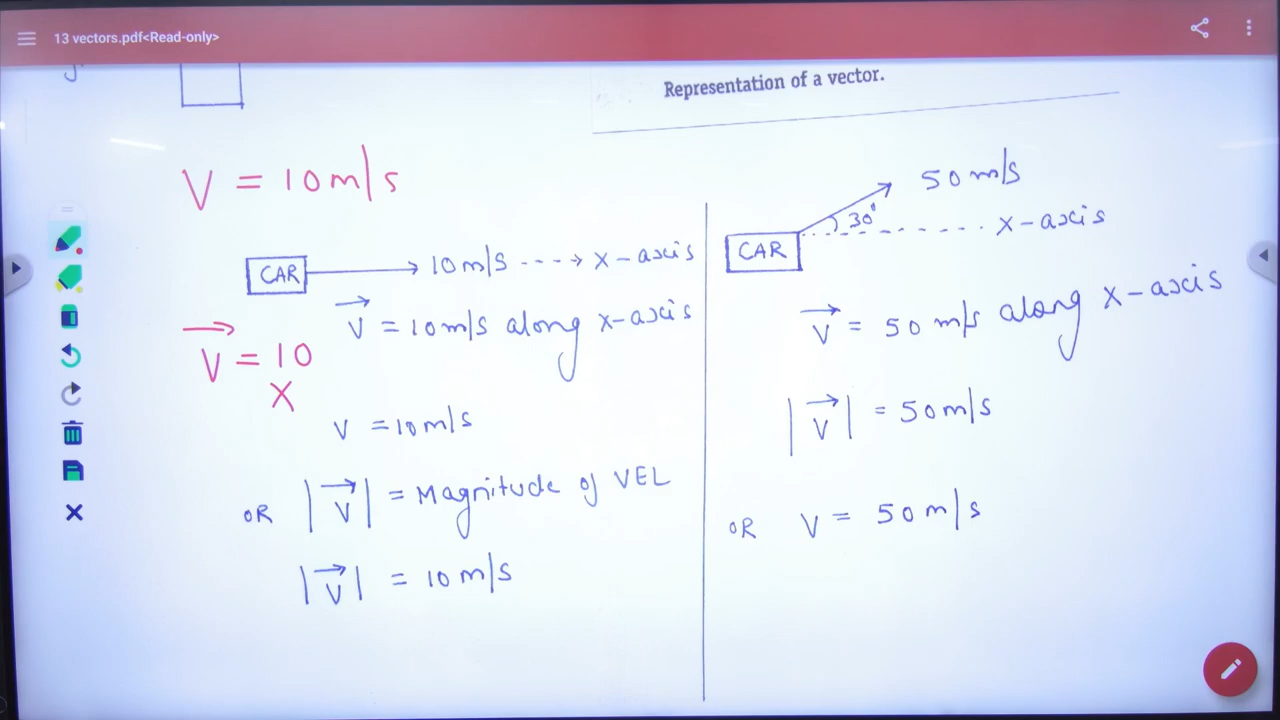 13 vectors.pdf<Read-only>
Representation of a vector.
V = 10 m/s
CAR → 10 m/s ----→ x-axis
V⃗ = 10 m/s along x-axis
V⃗ = 10
X
V = 10 m/s
OR |V⃗| = Magnitude of VEL
|V⃗| = 10 m/s
50 m/s
30°
x-axis
CAR
V⃗ = 50 m/s along x-axis
|V⃗| = 50 m/s
OR V = 50 m/s